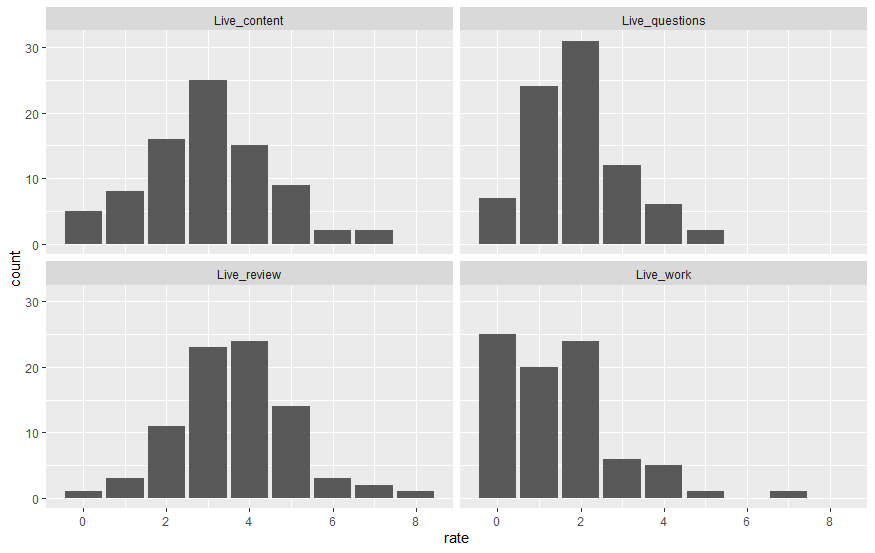 Live_content
Live_questions
30
20
10
0
Live_review
Live_work
30
20
10
0
0 2 4 6 8
0 2 4 6 8
count
rate